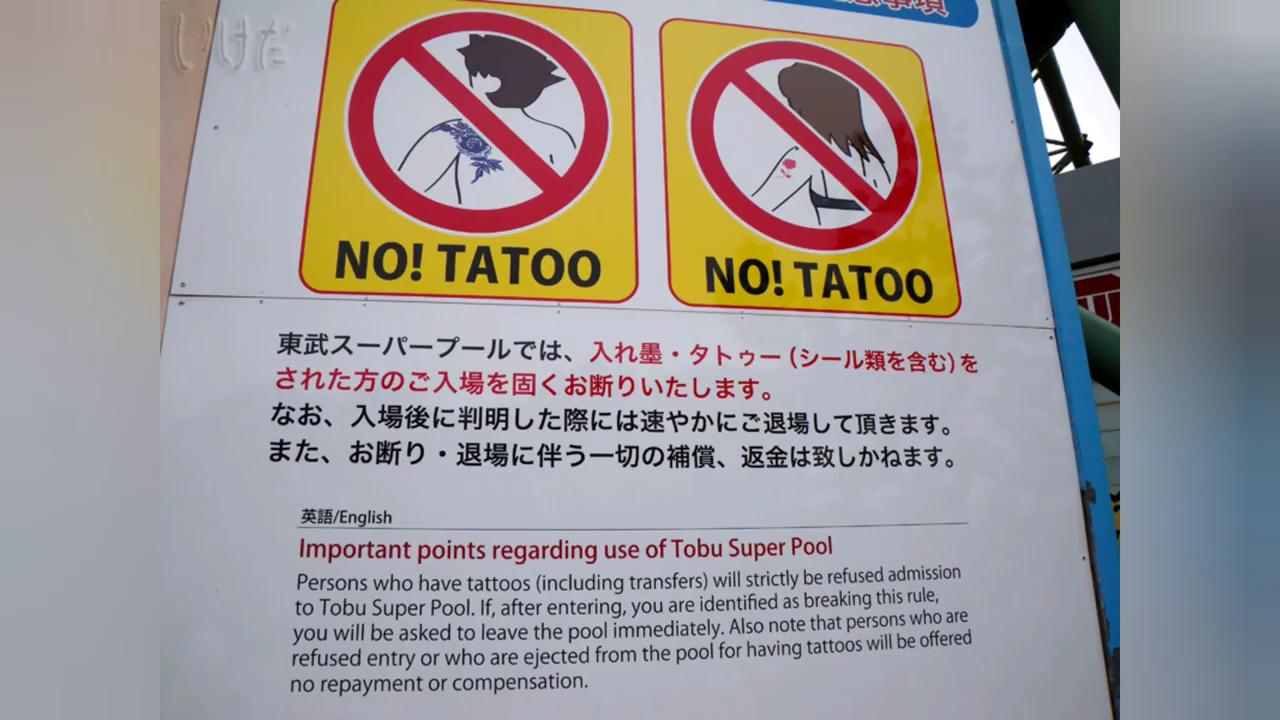 いけだ
事項
NO! TATOO
NO! TATOO
東武スーパープールでは、入れ墨・タトゥー(シール類を含む)を
された方のご入場を固くお断りいたします。
なお、入場後に判明した際には速やかにご退場して頂きます。
また、お断り・退場に伴う一切の補償、返金は致しかねます。
英語/English
Important points regarding use of Tobu Super Pool
Persons who have tattoos (including transfers) will strictly be refused admission
to Tobu Super Pool. If, after entering, you are identified as breaking this rule,
you will be asked to leave the pool immediately. Also note that persons who are
refused entry or who are ejected from the pool for having tattoos will be offered
no repayment or compensation.